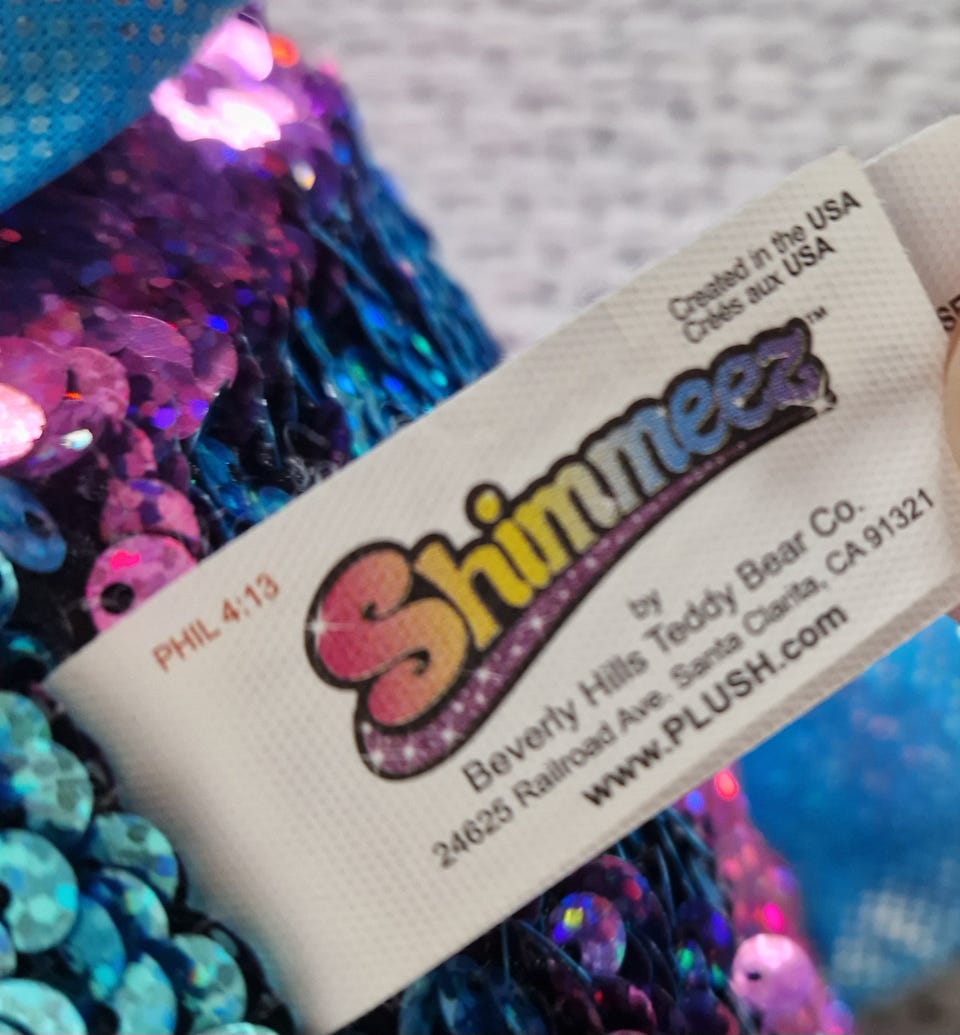 Created in the USA
Créés aux USA
Shimmeez™
PHIL 4:13
by
Beverly Hills Teddy Bear Co.
24625 Railroad Ave. Santa Clarita, CA 91321
www.PLUSH.com